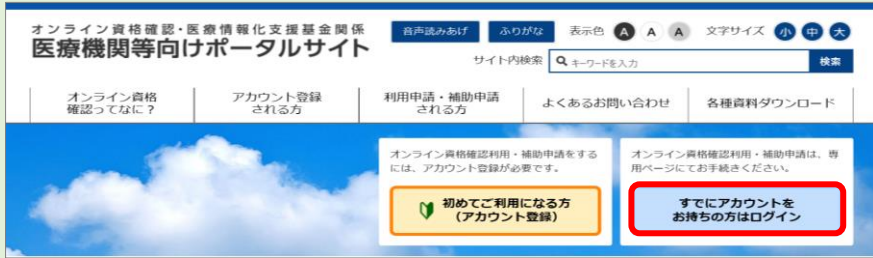 オンライン資格確認・医療情報化支援基金関係
医療機関等向けポータルサイト
音声読みあげ
ふりがな
表示色 A A A
文字サイズ 小 中 大
サイト内検索 キーワードを入力 検索
オンライン資格
確認ってなに？
アカウント登録
される方
利用申請・補助申請
される方
よくあるお問い合わせ
各種資料ダウンロード
オンライン資格確認利用・補助申請をする
には、アカウント登録が必要です。
初めてご利用になる方
（アカウント登録）
オンライン資格確認利用・補助申請は、専
用ページにてお手続きください。
すでにアカウントを
お持ちの方はログイン